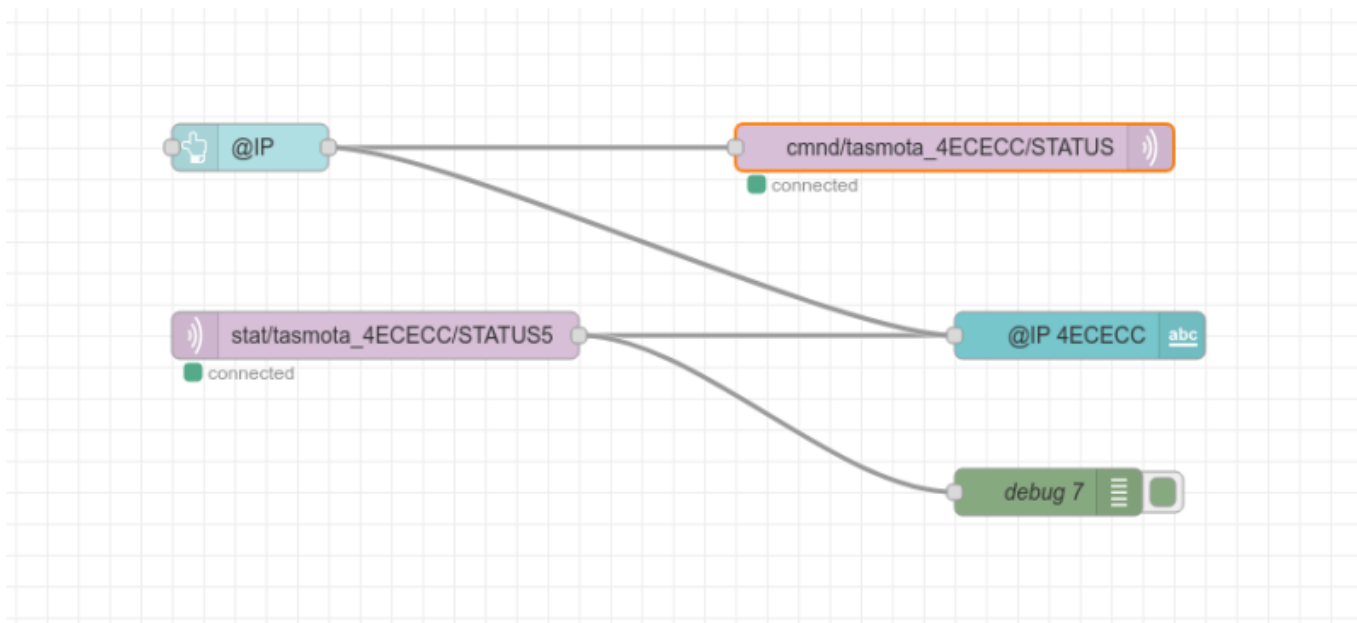 @IP
cmnd/tasmota_4ECECC/STATUS
connected
stat/tasmota_4ECECC/STATUS5
@IP 4ECECC
abc
connected
debug 7